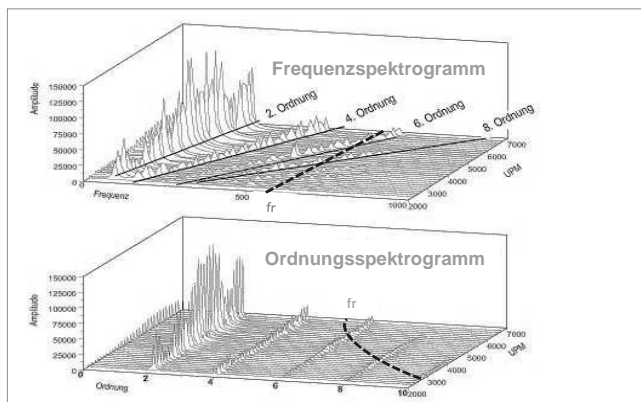 Frequenzspektrogramm
150000
125000
100000
75000
50000
25000
0
Amplitude
2. Ordnung
4. Ordnung
6. Ordnung
8. Ordnung
7000
6000
5000
4000
3000
2000
UPM
0
Frequenz
500
1000
fr
Ordnungsspektrogramm
150000
125000
100000
75000
50000
25000
0
Amplitude
fr
7000
6000
5000
4000
3000
2000
UPM
0
Ordnung
2
4
6
8
10